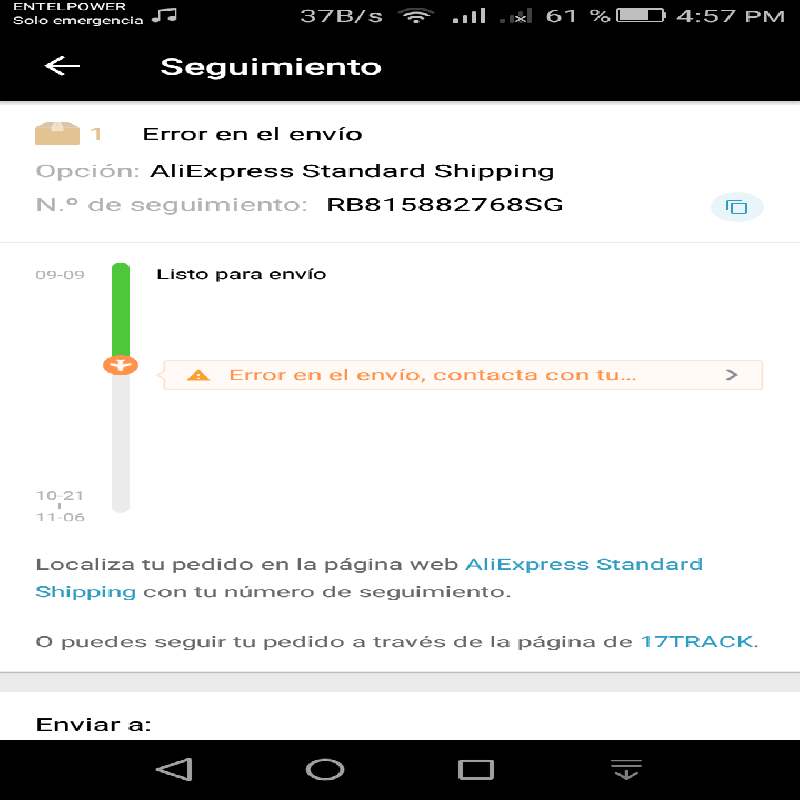 ENTELPOWER
Solo emergencia
37B/s
61 %
4:57 PM
Seguimiento
1 Error en el envío
Opción: AliExpress Standard Shipping
N.º de seguimiento: RB815882768SG
09-09 Listo para envío
Error en el envío, contacta con tu...
10-21
11-06
Localiza tu pedido en la página web AliExpress Standard
Shipping con tu número de seguimiento.
O puedes seguir tu pedido a través de la página de 17TRACK.
Enviar a: